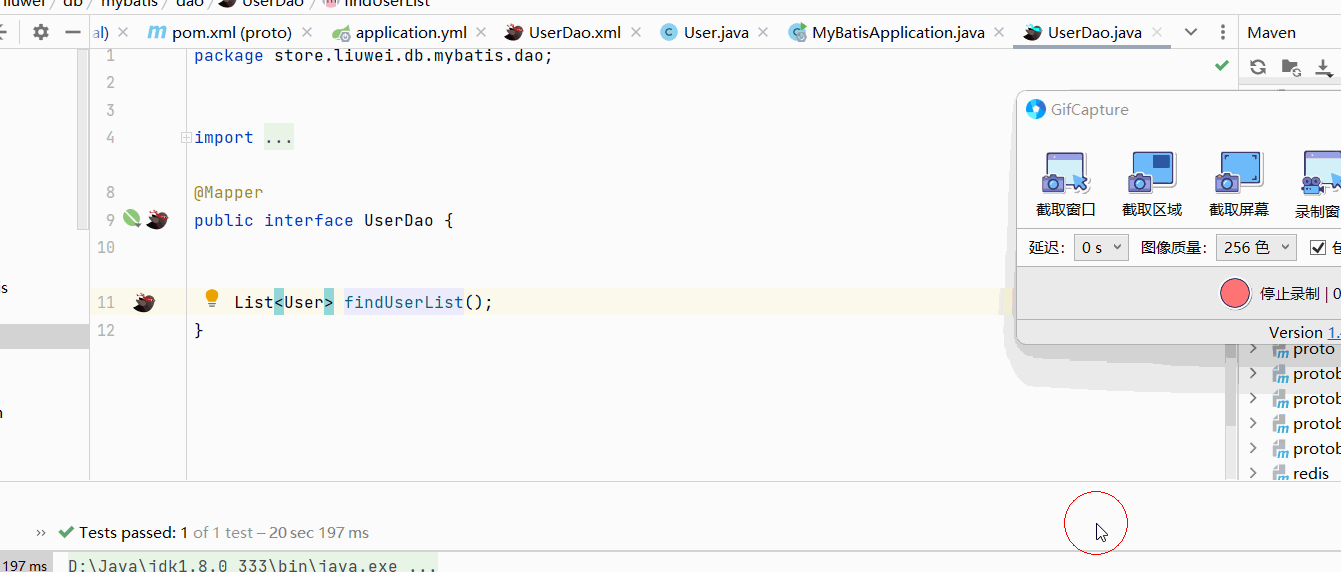 liuwei / db / mybatis / dao / UserDao / findUserList
al) pom.xml (proto) application.yml UserDao.xml User.java MyBatisApplication.java UserDao.java Maven
1 package store.liuwei.db.mybatis.dao;
2
3
4 import ...
8 @Mapper
9 public interface UserDao {
10
11 List<User> findUserList();
12 }
GifCapture
截取窗口 截取区域 截取屏幕 录制窗
延迟: 0 s 图像质量: 256 色
停止录制 | 0
Version 1.
proto
protob
protob
protob
protob
redis
Tests passed: 1 of 1 test – 20 sec 197 ms
197 ms D:\Java\jdk1.8.0_333\bin\java.exe ...